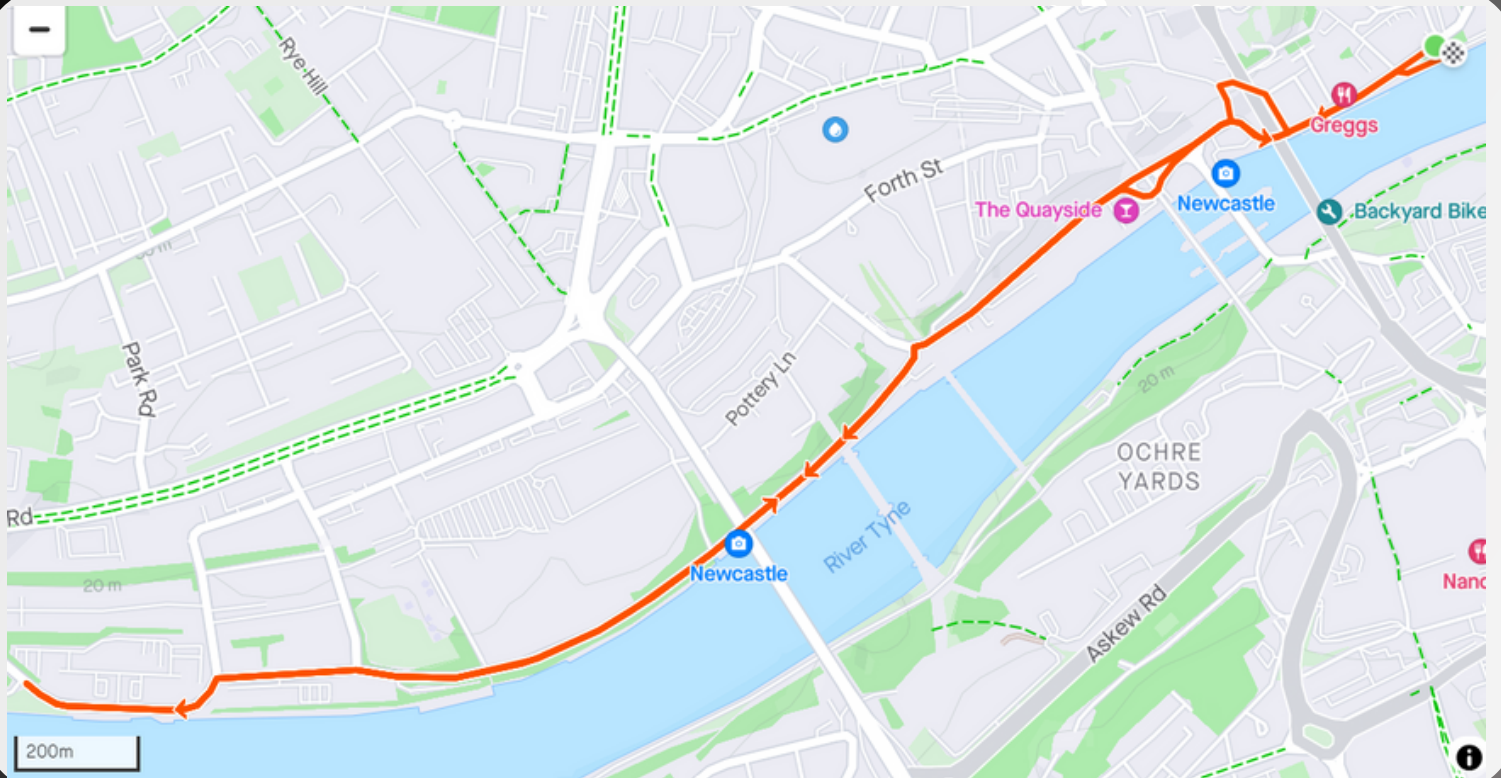 Rye Hill
Greggs
Forth St
The Quayside
Newcastle
Backyard Bike
Park Rd
Pottery Ln
20 m
OCHRE
YARDS
Rd
River Tyne
Newcastle
20 m
Nand
Askew Rd
200m